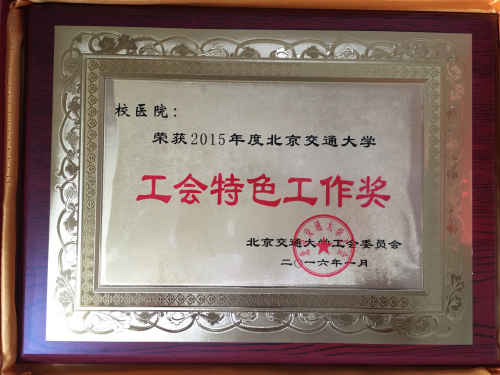 校医院：
荣获2015年度北京交通大学
工会特色工作奖
北京交通大学工会委员会
二〇一六年一月